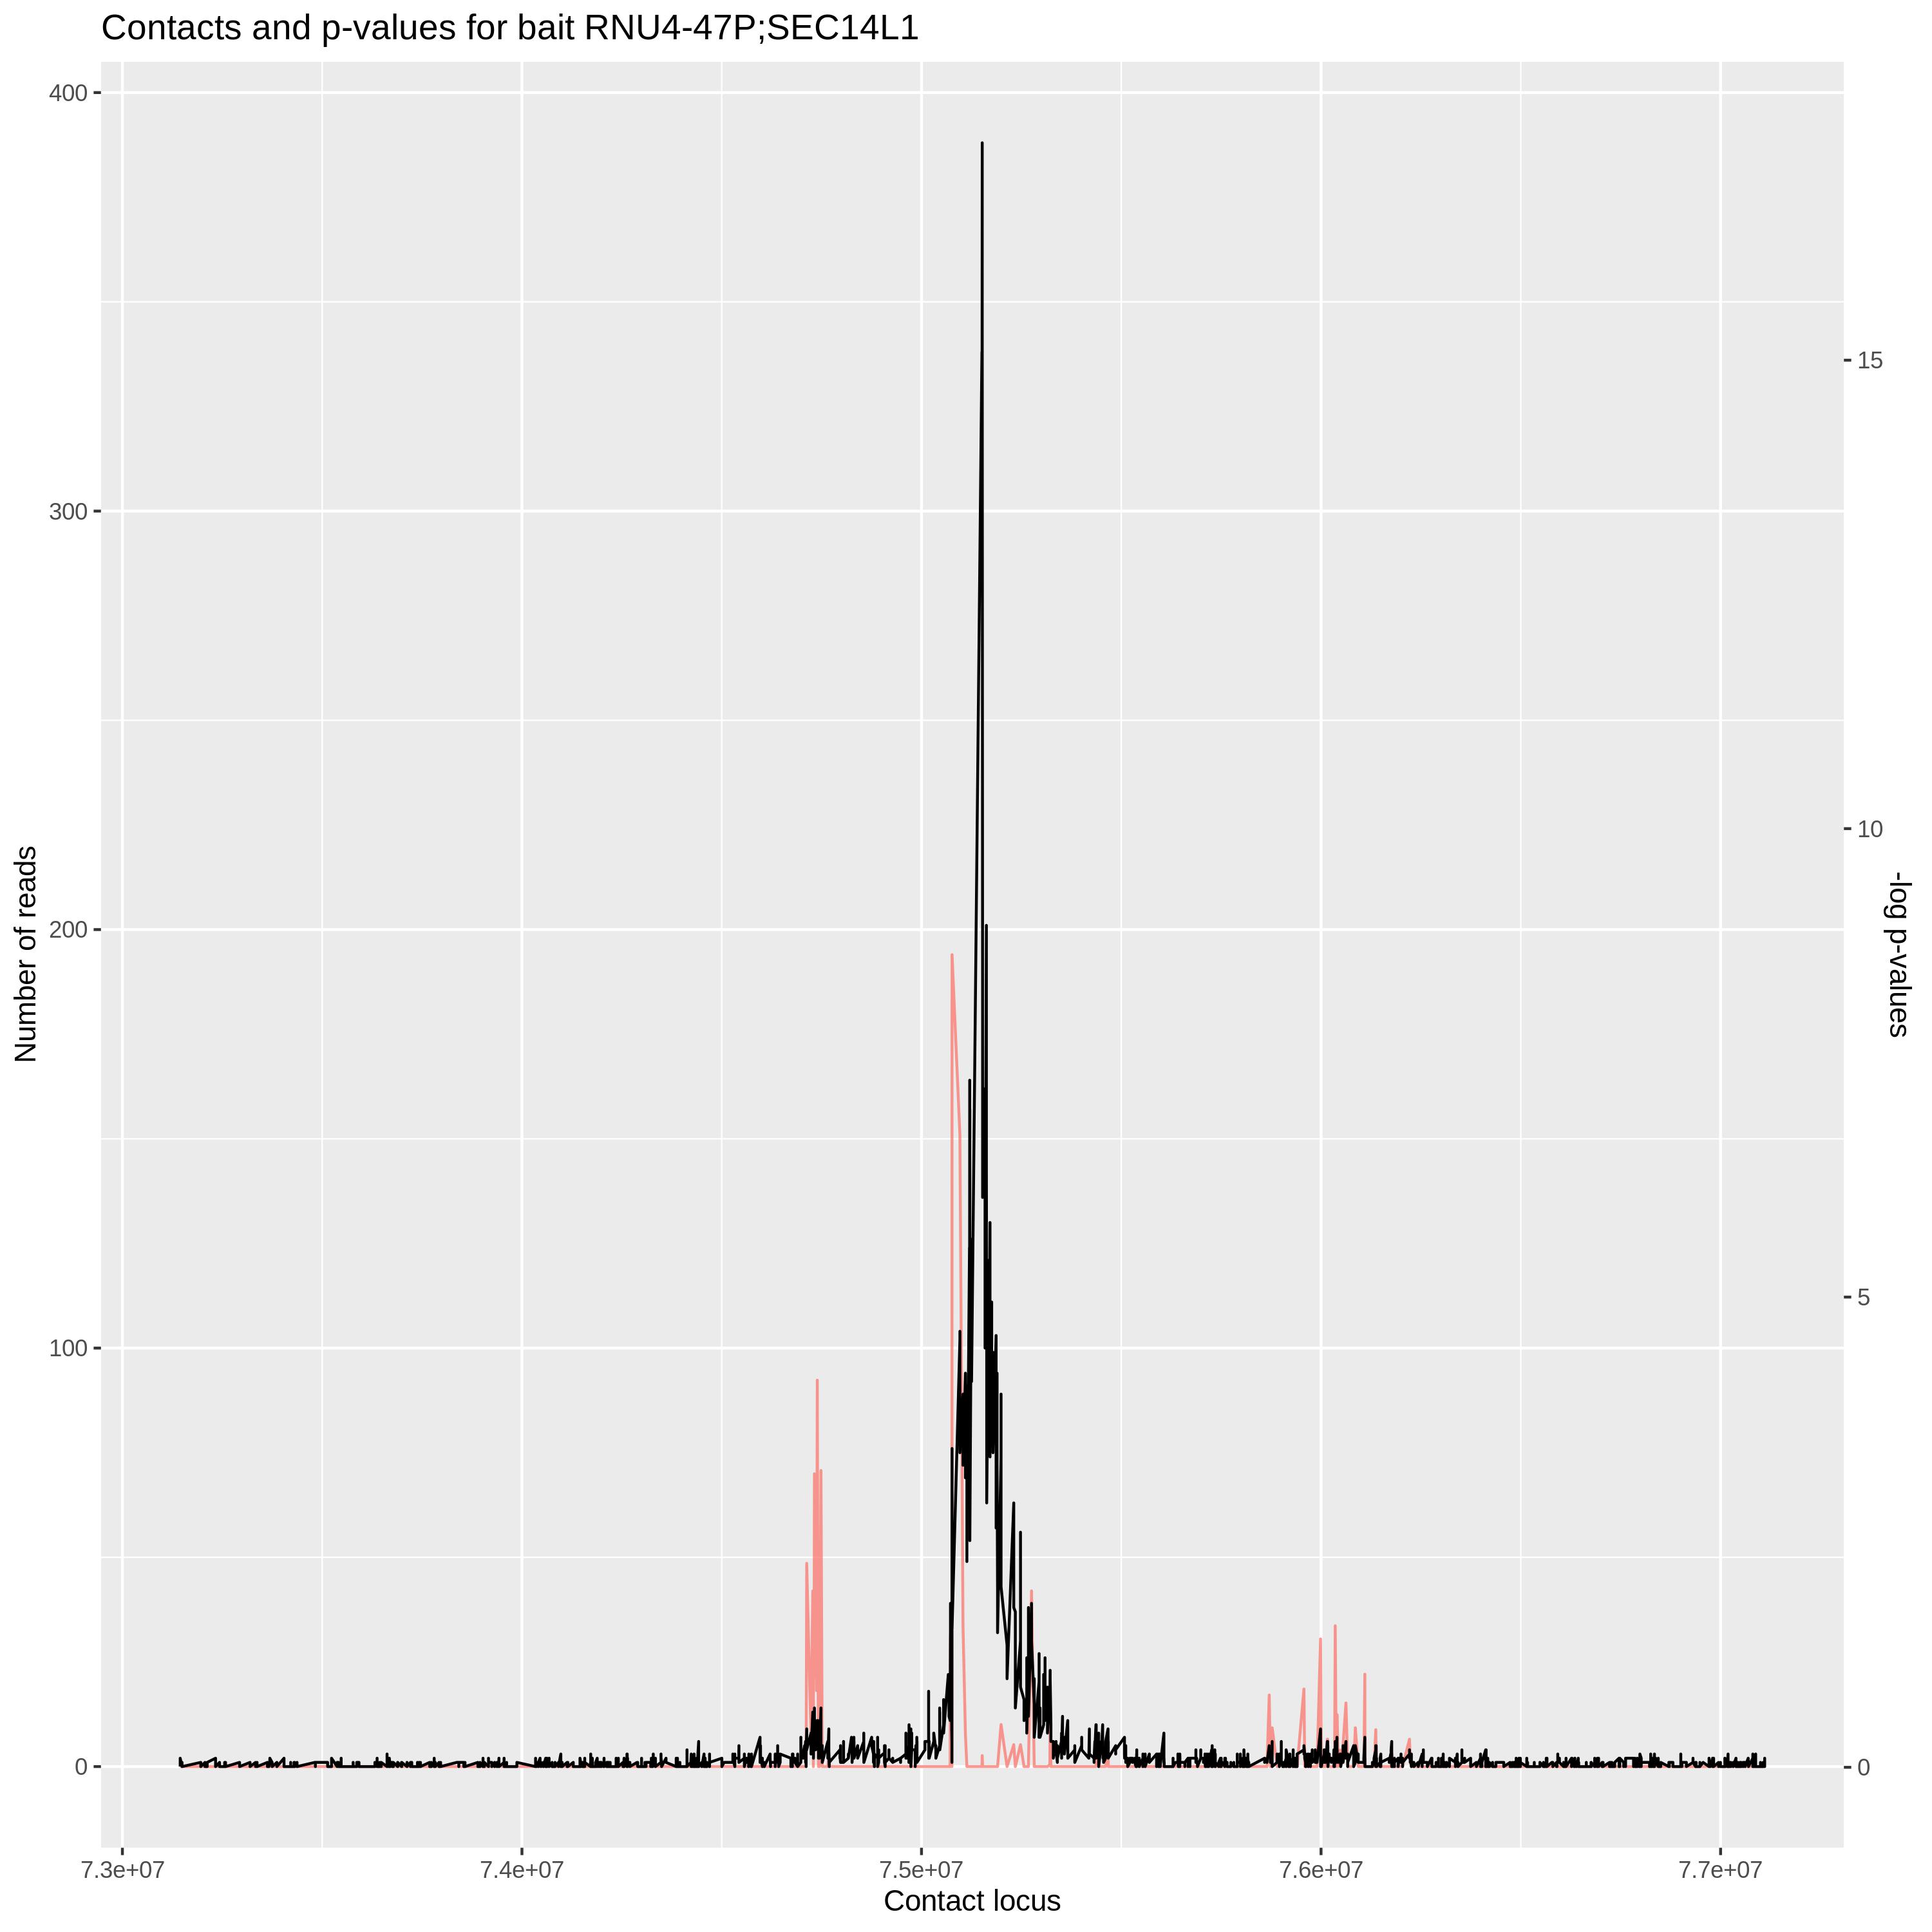 Contacts and p-values for bait RNU4-47P;SEC14L1
400
300
200
100
0
Number of reads
15
10
5
0
-log p-values
7.3e+07
7.4e+07
7.5e+07
7.6e+07
7.7e+07
Contact locus